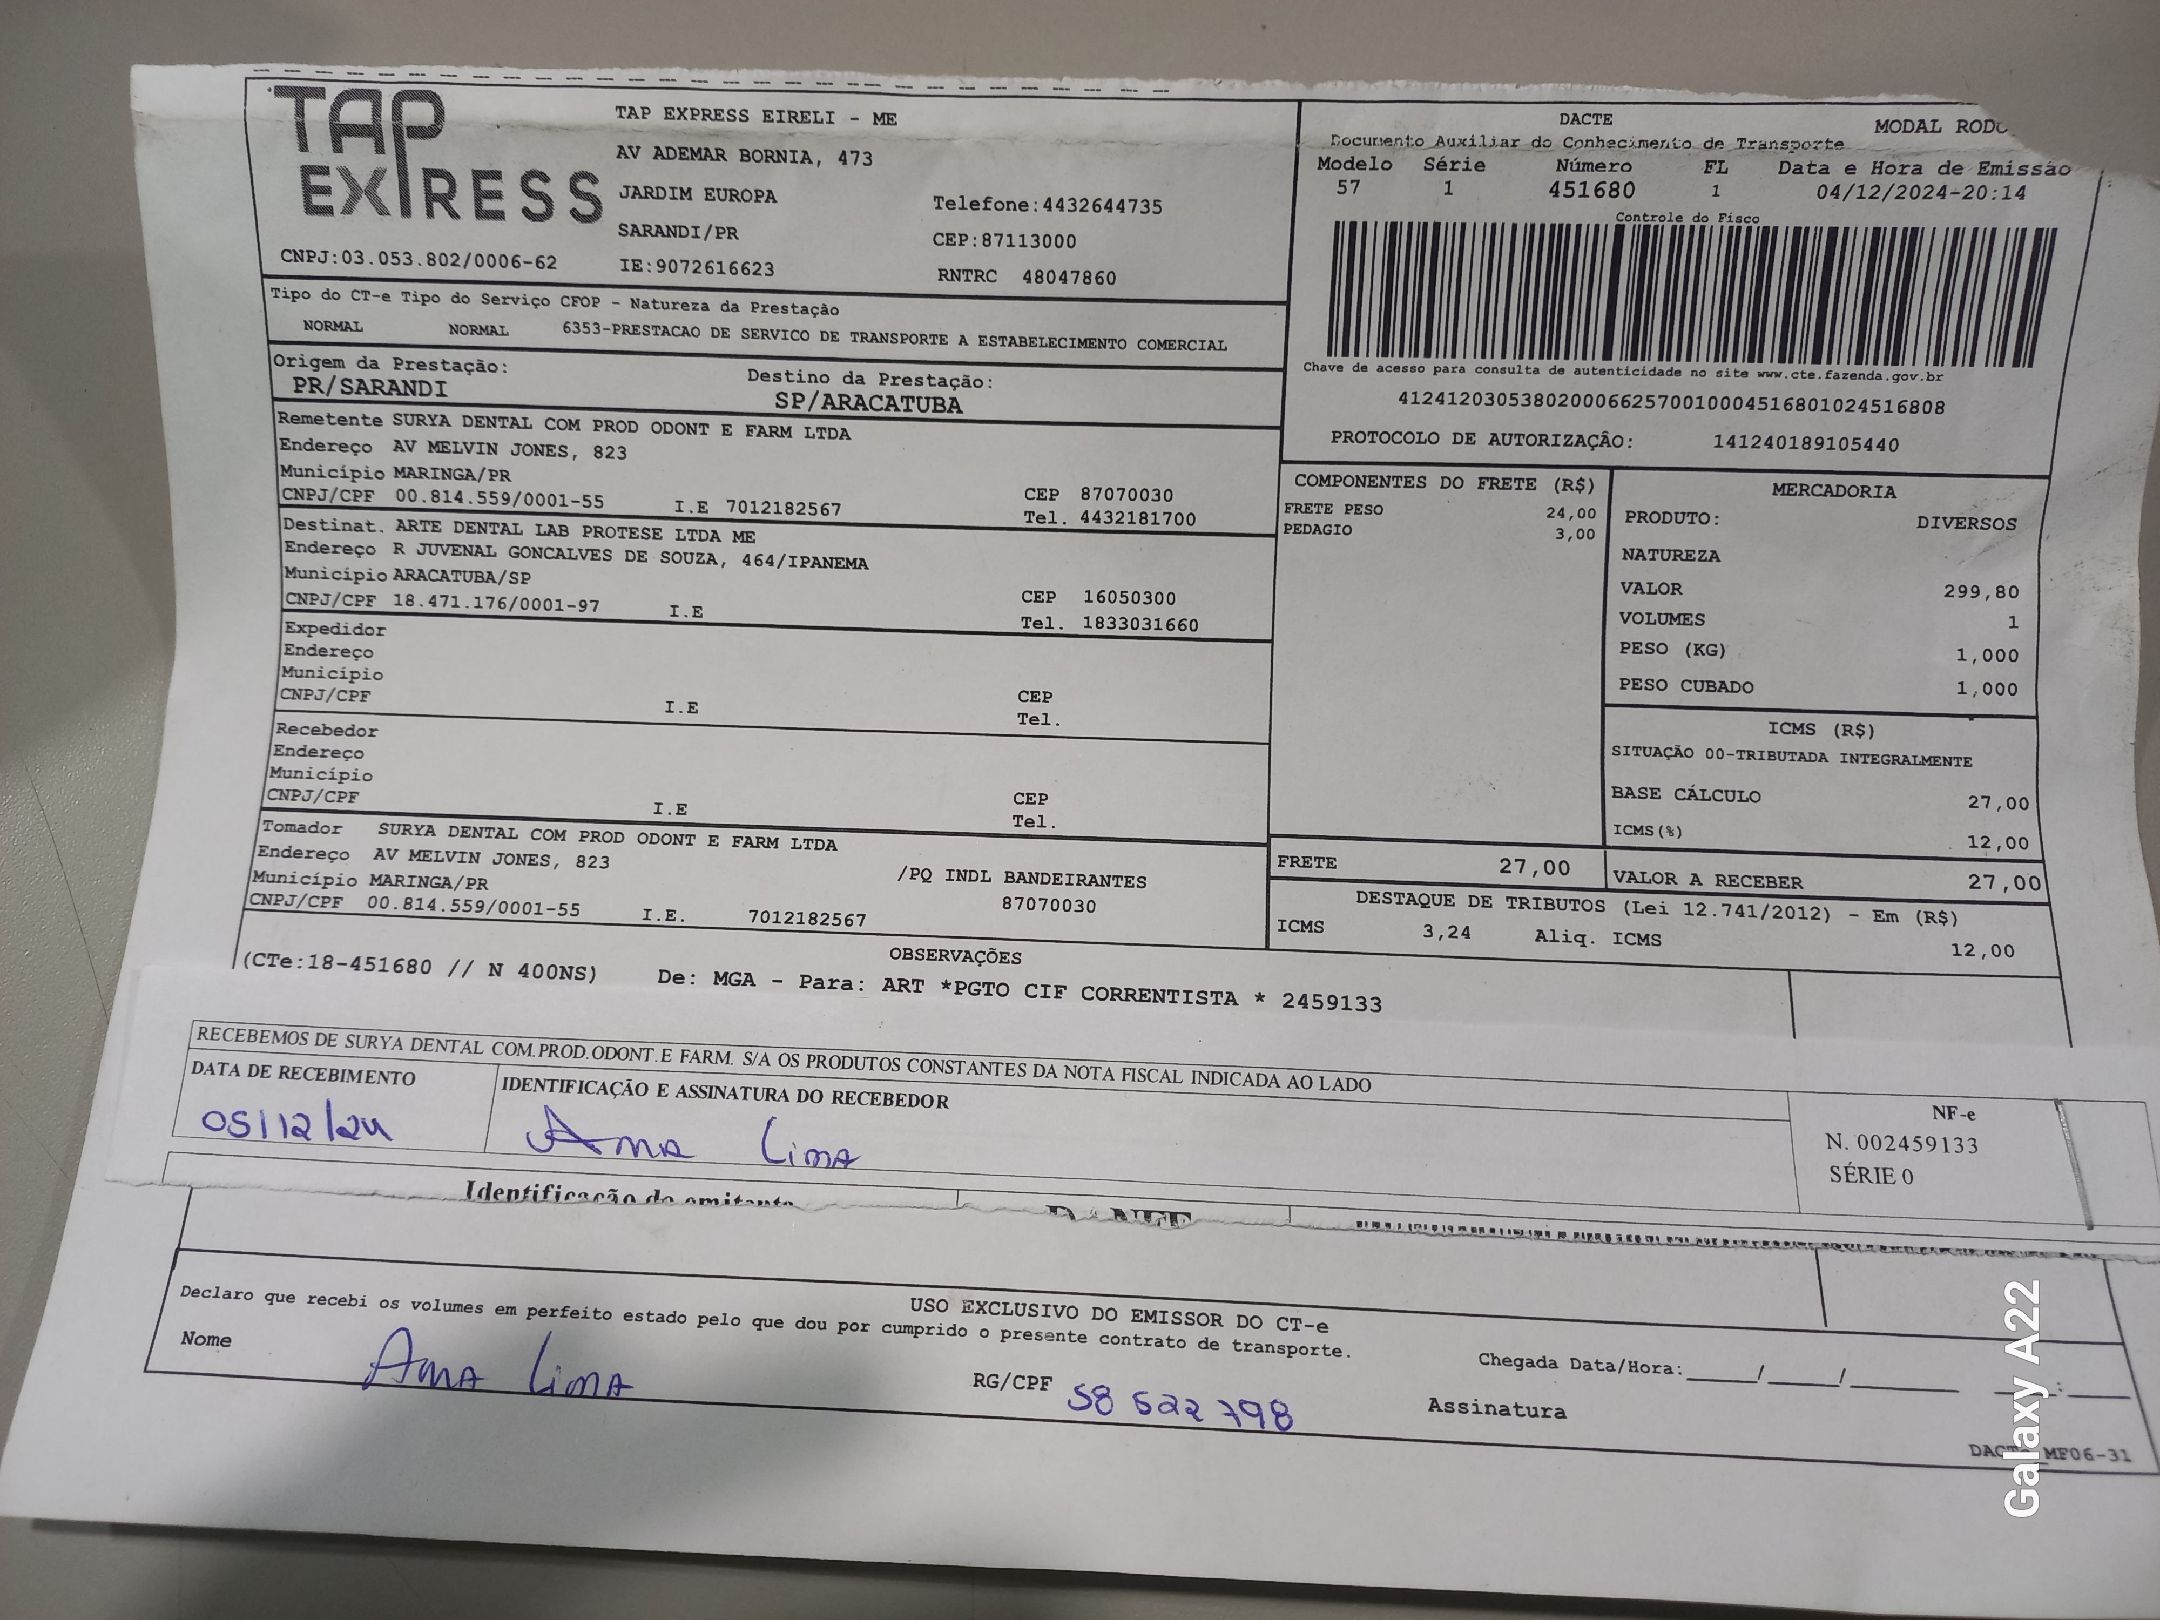 TAP EXPRESS
TAP EXPRESS EIRELI - ME
AV ADEMAR BORNIA, 473
JARDIM EUROPA
SARANDI/PR
Telefone:4432644735
CEP:87113000
CNPJ:03.053.802/0006-62 IE:9072616623 RNTRC 48047860
DACTE
MODAL
Documento Auxiliar do Conhecimento de Transporte
Modelo Série Número FL Data e Hora de Emissão
57 1 451680 1 04/12/2024-20:14
Controle do Fisco
Chave de acesso para consulta de autenticidade no site www.cte.fazenda.gov.br
41241203053802000662570010004516801024516808
PROTOCOLO DE AUTORIZAÇÂO: 141240189105440
Tipo do CT-e Tipo do Serviço CFOP - Natureza da Prestação
NORMAL NORMAL 6353-PRESTACAO DE SERVICO DE TRANSPORTE A ESTABELECIMENTO COMERCIAL
Origem da Prestação: Destino da Prestação:
PR/SARANDI SP/ARACATUBA
Remetente SURYA DENTAL COM PROD ODONT E FARM LTDA
Endereço AV MELVIN JONES, 823
Município MARINGA/PR CEP 87070030
CNPJ/CPF 00.814.559/0001-55 I.E 7012182567 Tel. 4432181700
Destinat. ARTE DENTAL LAB PROTESE LTDA ME
Endereço R JUVENAL GONCALVES DE SOUZA, 464/IPANEMA
Município ARACATUBA/SP CEP 16050300
CNPJ/CPF 18.471.176/0001-97 I.E Tel. 1833031660
Expedidor
Endereço
Município CEP
CNPJ/CPF I.E Tel.
Recebedor
Endereço
Município CEP
CNPJ/CPF I.E Tel.
Tomador SURYA DENTAL COM PROD ODONT E FARM LTDA
Endereço AV MELVIN JONES, 823 /PQ INDL BANDEIRANTES
Município MARINGA/PR 87070030
CNPJ/CPF 00.814.559/0001-55 I.E. 7012182567
COMPONENTES DO FRETE (R$)
FRETE PESO 24,00
PEDAGIO 3,00
MERCADORIA
PRODUTO: DIVERSOS
NATUREZA
VALOR 299,80
VOLUMES 1
PESO (KG) 1,000
PESO CUBADO 1,000
ICMS (R$)
SITUAÇÃO 00-TRIBUTADA INTEGRALMENTE
BASE CÁLCULO 27,00
ICMS(%) 12,00
FRETE 27,00 VALOR A RECEBER 27,00
DESTAQUE DE TRIBUTOS (Lei 12.741/2012) - Em (R$)
ICMS 3,24 Aliq. ICMS 12,00
OBSERVAÇÕES
(CTe:18-451680 // N 400NS) De: MGA - Para: ART *PGTO CIF CORRENTISTA * 2459133
RECEBEMOS DE SURYA DENTAL COM.PROD.ODONT.E FARM. S/A OS PRODUTOS CONSTANTES DA NOTA FISCAL INDICADA AO LADO
DATA DE RECEBIMENTO IDENTIFICAÇÃO E ASSINATURA DO RECEBEDOR
05/12/24 Ana Lima
NF-e
N. 002459133
SÉRIE 0
Identificação do emitente
DANFE
USO EXCLUSIVO DO EMISSOR DO CT-e
Declaro que recebi os volumes em perfeito estado pelo que dou por cumprido o presente contrato de transporte.
Nome Ana Lima RG/CPF 58 522 798
Chegada Data/Hora:____/____/____ __:__
Assinatura
MF06-31
Galaxy A22